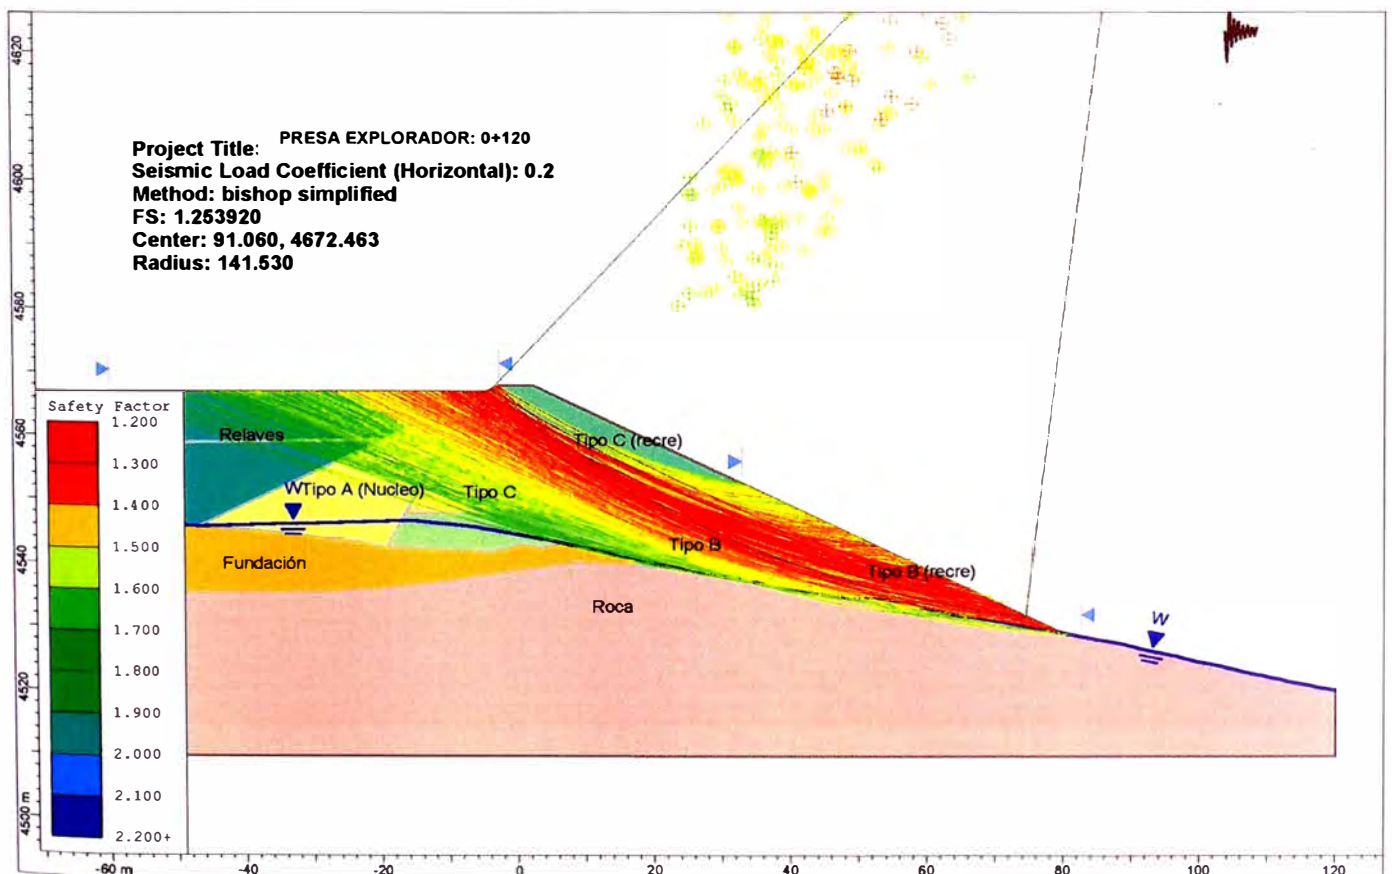 4620
4600
4580
4560
4540
4520
4500 m
Project Title: PRESA EXPLORADOR: 0+120
Seismic Load Coefficient (Horizontal): 0.2
Method: bishop simplified
FS: 1.253920
Center: 91.060, 4672.463
Radius: 141.530
Safety Factor
1.200
1.300
1.400
1.500
1.600
1.700
1.800
1.900
2.000
2.100
2.200+
Relaves
Tipo C (recre)
W
Tipo A (Nucleo)
Tipo C
Tipo B
Fundación
Tipo B (recre)
Roca
W
-60 m
-40
-20
0
20
40
60
80
100
120